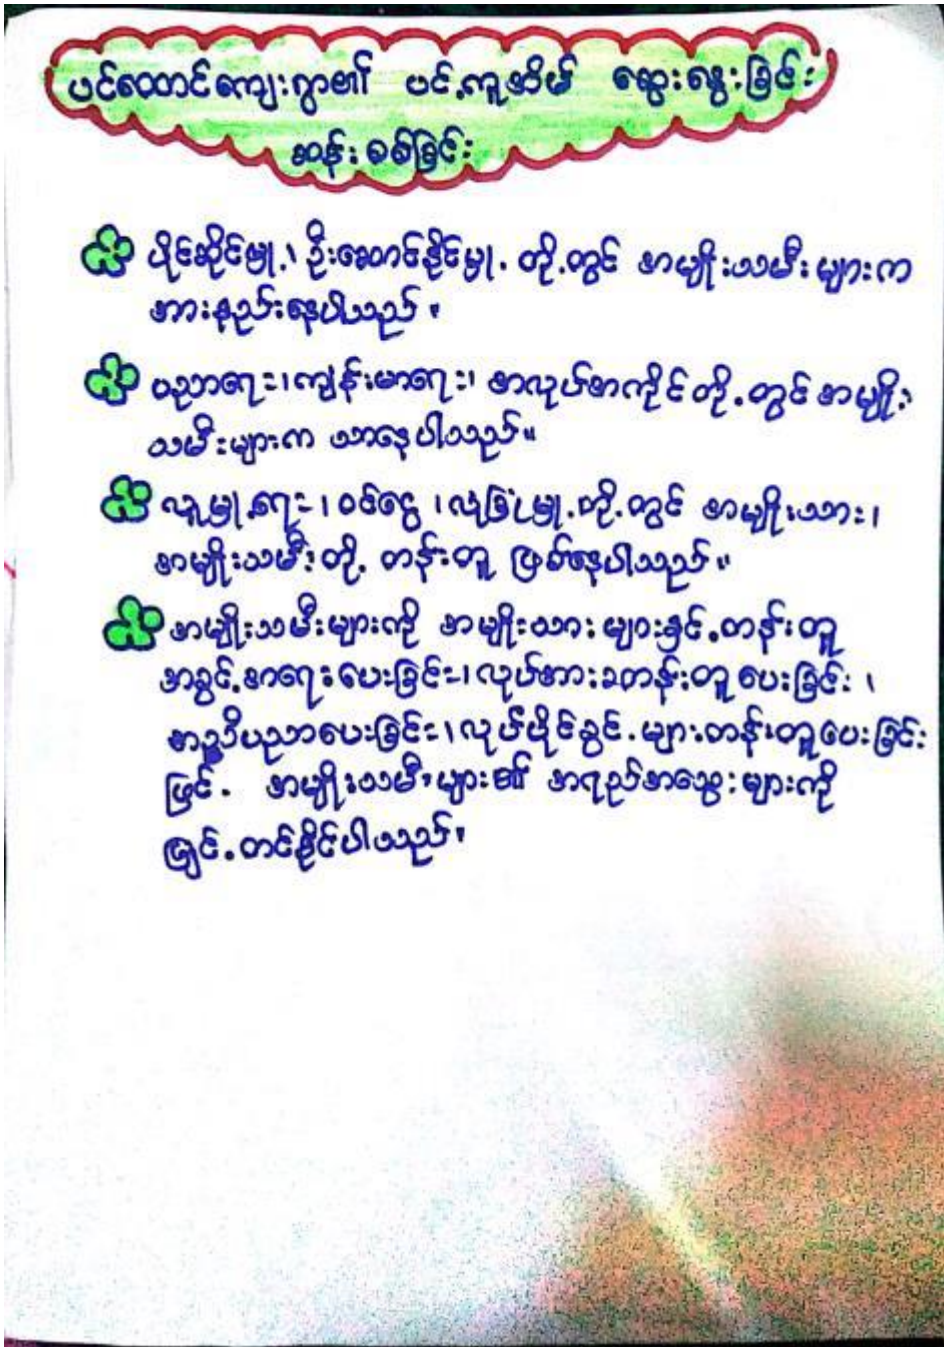 ပင်ထောင်ကျေးရွာ၏ ပင့်ကူအိမ် ဆွေးနွေးခြင်း
ဆန်းစစ်ခြင်း
ပိုင်ဆိုင်မှု၊ ဦးဆောင်နိုင်မှု တို့တွင် အမျိုးသမီးများက
အားနည်းနေပါသည်။
ပညာရေး၊ ကျန်းမာရေး၊ အလုပ်အကိုင်တို့တွင် အမျိုး
သမီးများက သာနေပါသည်။
လူမှုရေး၊ ဝင်ငွေ၊ လုံခြုံမှုတို့တွင် အမျိုးသား၊
အမျိုးသမီးတို့ တန်းတူ ဖြစ်နေပါသည်။
အမျိုးသမီးများကို အမျိုးသားများနှင့်တန်းတူ
အခွင့်အရေးပေးခြင်း၊ လုပ်အားခတန်းတူပေးခြင်း၊
အသိပညာပေးခြင်း၊ လုပ်ပိုင်ခွင့်များတန်းတူပေးခြင်း
ဖြင့် အမျိုးသမီးများ၏ အရည်အသွေးများကို
မြှင့်တင်နိုင်ပါသည်။